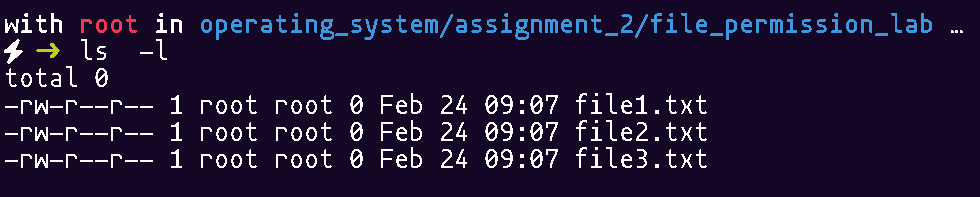 with root in operating_system/assignment_2/file_permission_lab …
⚡ ➜ ls  -l
total 0
-rw-r--r-- 1 root root 0 Feb 24 09:07 file1.txt
-rw-r--r-- 1 root root 0 Feb 24 09:07 file2.txt
-rw-r--r-- 1 root root 0 Feb 24 09:07 file3.txt